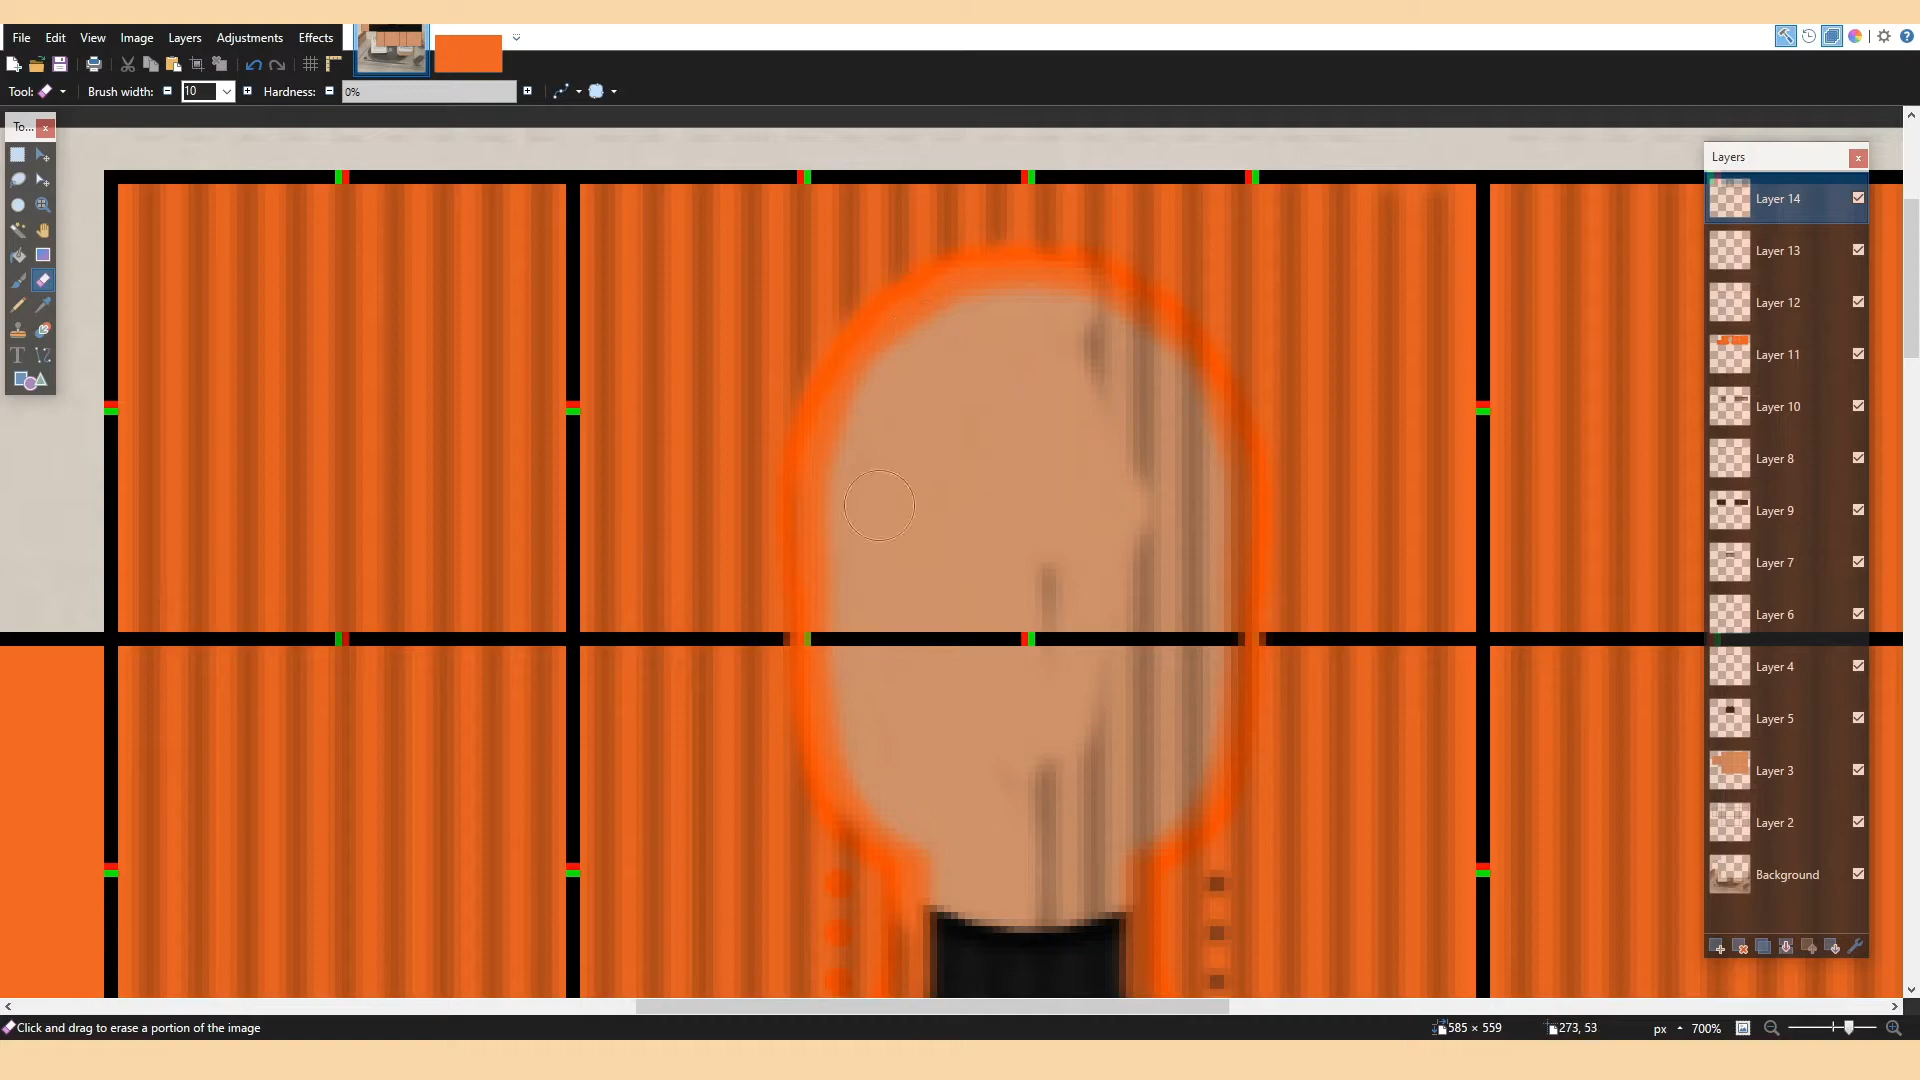 File Edit View Image Layers Adjustments Effects
Tool: Brush width: 10 Hardness: 0%
To...
Layers
Layer 14
Layer 13
Layer 12
Layer 11
Layer 10
Layer 8
Layer 9
Layer 7
Layer 6
Layer 4
Layer 5
Layer 3
Layer 2
Background
Click and drag to erase a portion of the image 585 × 559 273, 53 px 700%